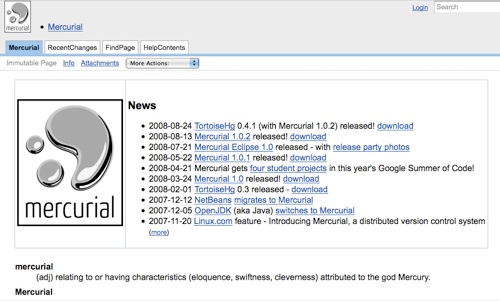 Login
Search
Mercurial
Mercurial RecentChanges FindPage HelpContents
Immutable Page Info Attachments More Actions:
mercurial
News
2008-08-24 TortoiseHg 0.4.1 (with Mercurial 1.0.2) released! download
2008-08-13 Mercurial 1.0.2 released! download
2008-07-21 Mercurial Eclipse 1.0 released - with release party photos
2008-05-22 Mercurial 1.0.1 released! download
2008-04-21 Mercurial gets four student projects in this year's Google Summer of Code!
2008-03-24 Mercurial 1.0 released! download
2008-02-01 TortoiseHg 0.3 released - download
2007-12-12 NetBeans migrates to Mercurial
2007-12-05 OpenJDK (aka Java) switches to Mercurial
2007-11-20 Linux.com feature - Introducing Mercurial, a distributed version control system
(more)
mercurial
(adj) relating to or having characteristics (eloquence, swiftness, cleverness) attributed to the god Mercury.
Mercurial